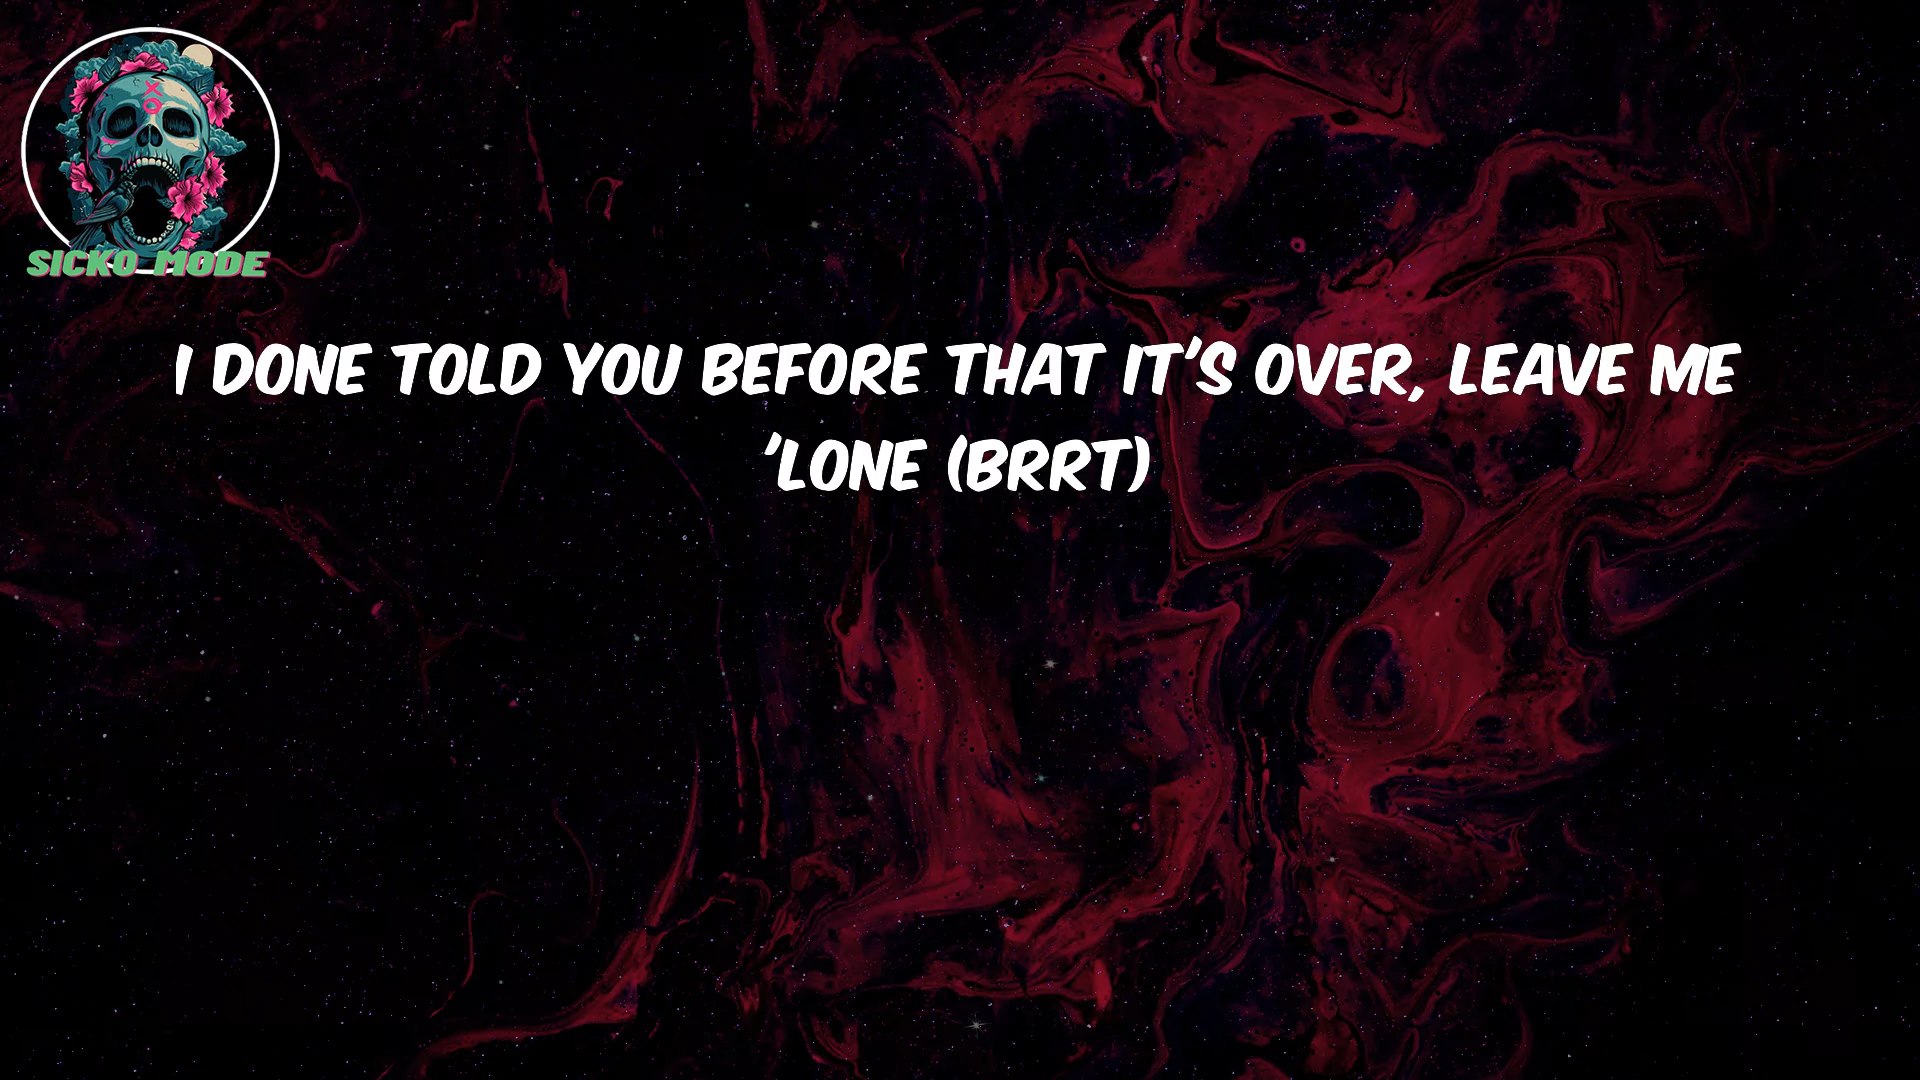 SICKO MODE
I DONE TOLD YOU BEFORE THAT IT'S OVER, LEAVE ME
'LONE (BRRT)